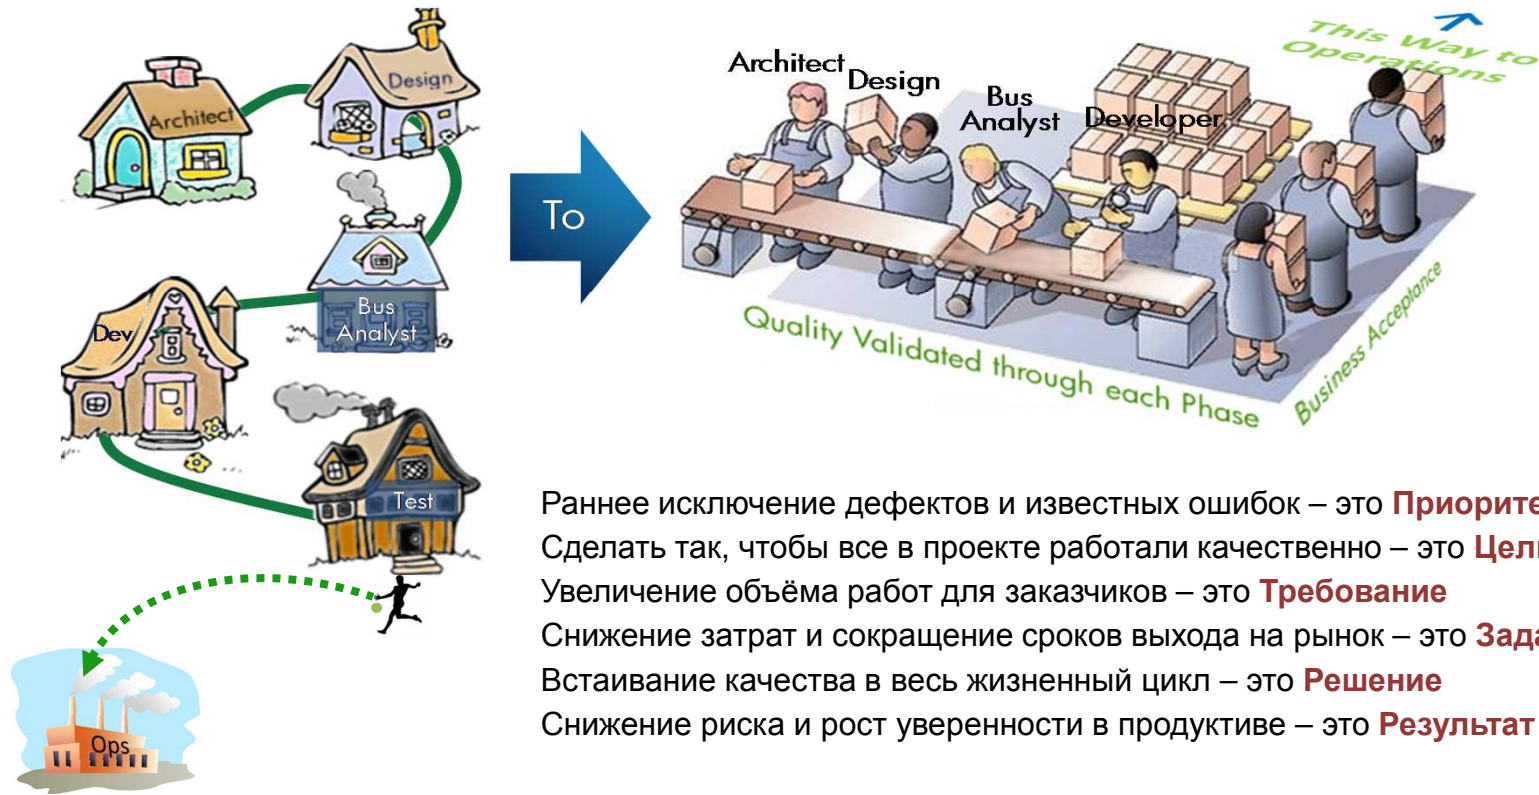 Architect
Design
Bus
Analyst
Dev
Test
Ops
To
Architect
Design
Bus
Analyst
Developer
This Way to
Operations
Quality Validated through each Phase
Business Acceptance
Раннее исключение дефектов и известных ошибок – это Приорите
Сделать так, чтобы все в проекте работали качественно – это Цель
Увеличение объёма работ для заказчиков – это Требование
Снижение затрат и сокращение сроков выхода на рынок – это Зада
Встаивание качества в весь жизненный цикл – это Решение
Снижение риска и рост уверенности в продуктиве – это Результат